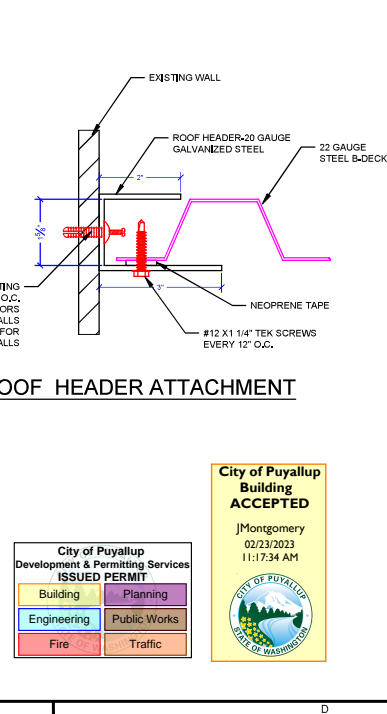 EXISTING WALL
ROOF HEADER-20 GAUGE
GALVANIZED STEEL
22 GAUGE
STEEL B-DECK
2"
1 5/8"
3"
TING
O.C.
ORS
ALLS
FOR
ALLS
NEOPRENE TAPE
#12 X1 1/4" TEK SCREWS
EVERY 12" O.C.
OOF HEADER ATTACHMENT
City of Puyallup
Building
ACCEPTED
JMontgomery
02/23/2023
11:17:34 AM
CITY OF PUYALLUP
STATE OF WASHINGTON
City of Puyallup
Development & Permitting Services
ISSUED PERMIT
Building Planning
Engineering Public Works
Fire Traffic
D